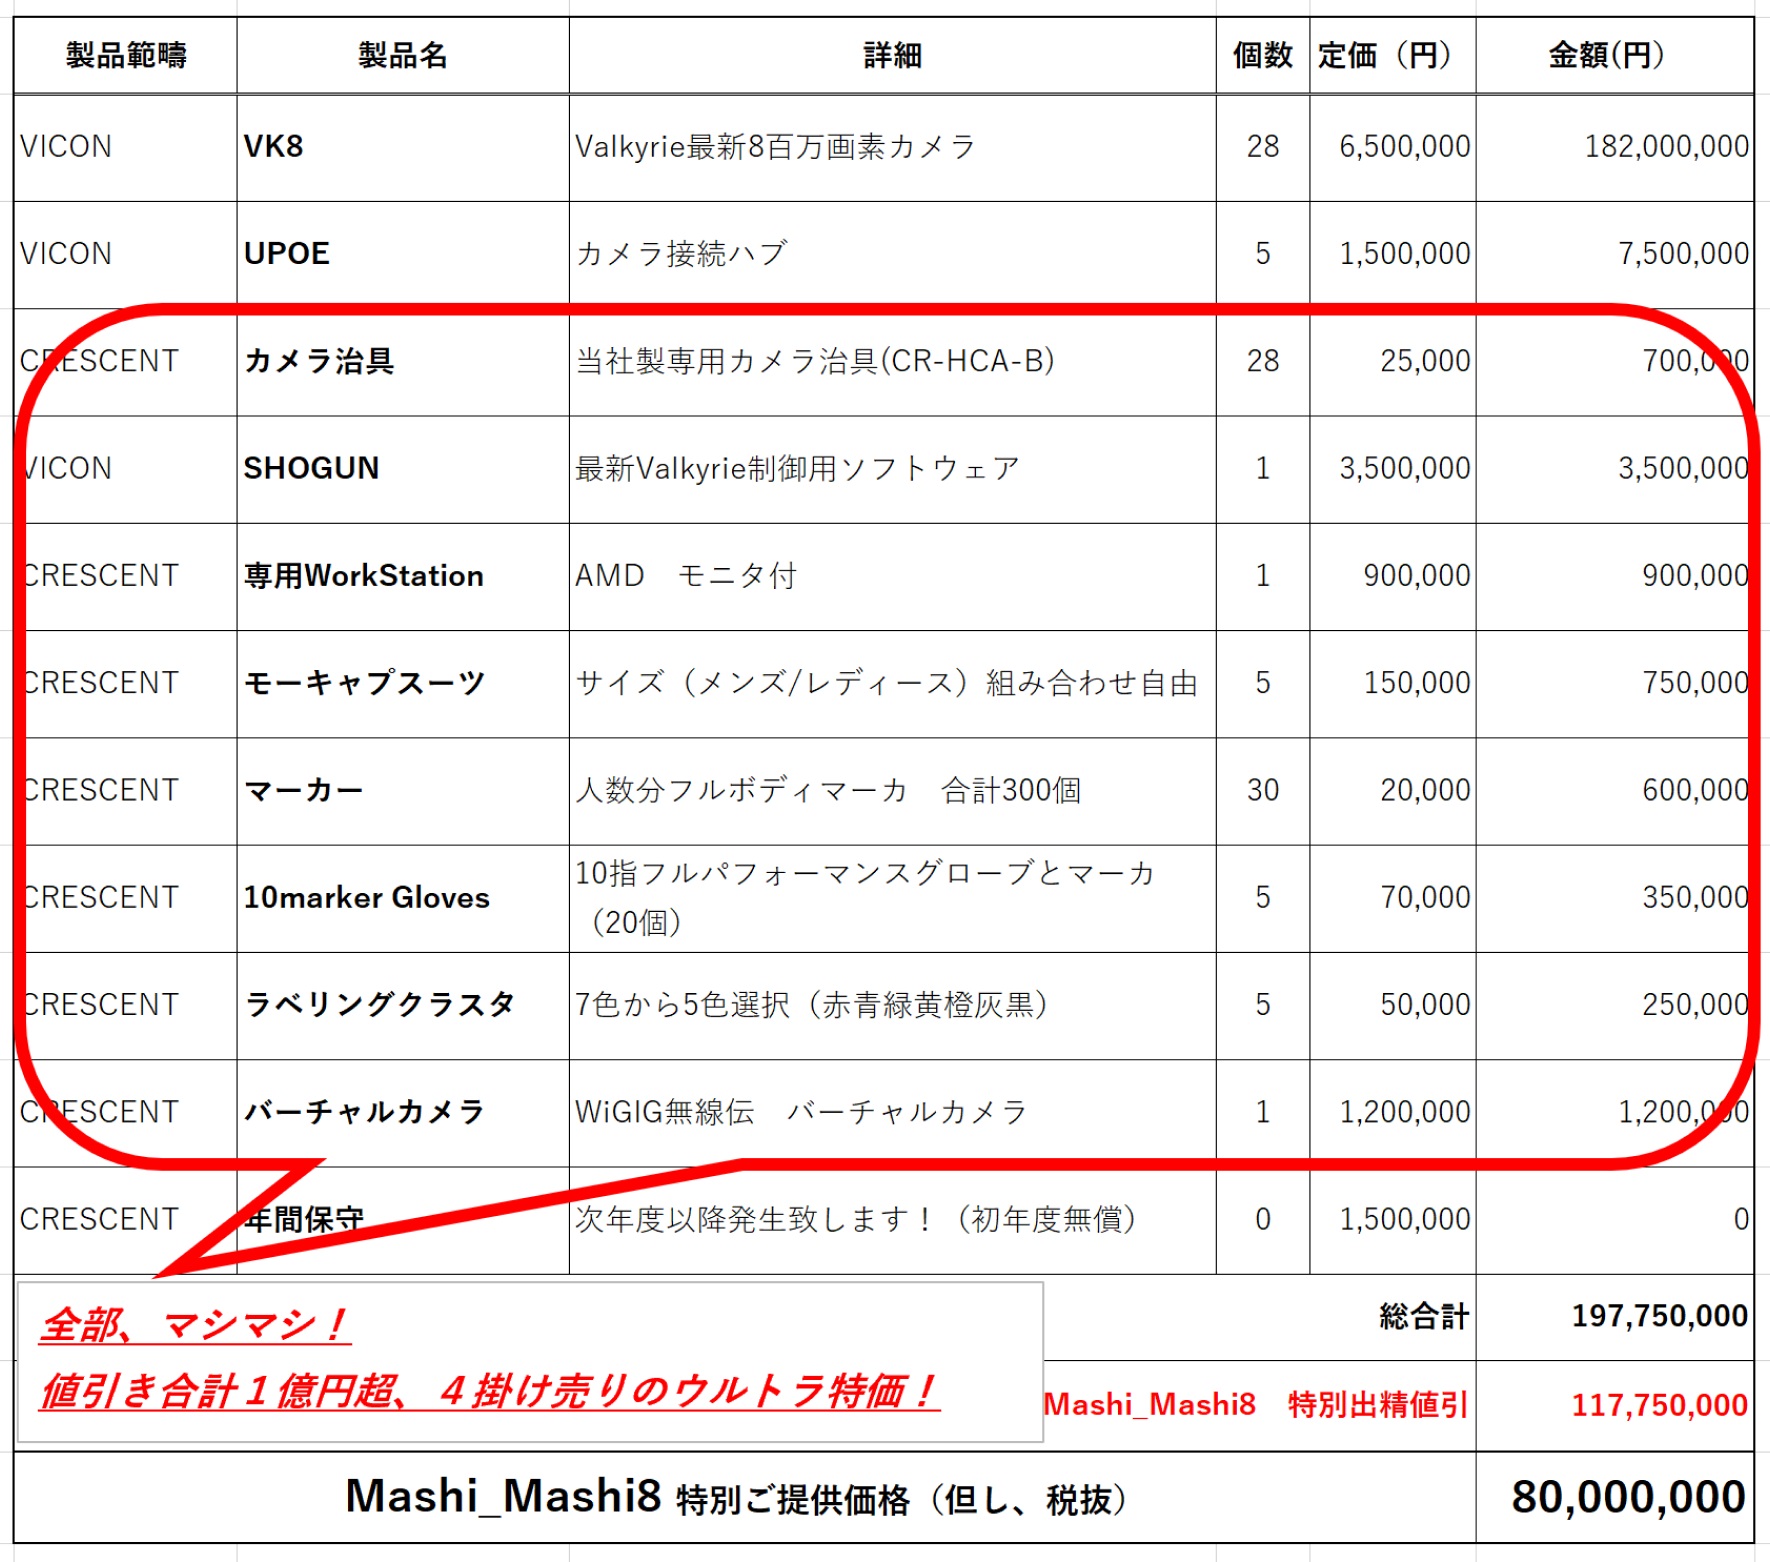 製品範疇 製品名 詳細 個数 定価（円） 金額(円)
VICON VK8 Valkyrie最新8百万画素カメラ 28 6,500,000 182,000,000
VICON UPOE カメラ接続ハブ 5 1,500,000 7,500,000
CRESCENT カメラ治具 当社製専用カメラ治具(CR-HCA-B) 28 25,000 700,000
VICON SHOGUN 最新Valkyrie制御用ソフトウェア 1 3,500,000 3,500,000
CRESCENT 専用WorkStation AMD　モニタ付 1 900,000 900,000
CRESCENT モーキャプスーツ サイズ（メンズ/レディース）組み合わせ自由 5 150,000 750,000
CRESCENT マーカー 人数分フルボディマーカ　合計300個 30 20,000 600,000
CRESCENT 10marker Gloves 10指フルパフォーマンスグローブとマーカ
（20個） 5 70,000 350,000
CRESCENT ラベリングクラスタ 7色から5色選択（赤青緑黄橙灰黒） 5 50,000 250,000
CRESCENT バーチャルカメラ WiGIG無線伝　バーチャルカメラ 1 1,200,000 1,200,000
CRESCENT 年間保守 次年度以降発生致します！（初年度無償） 0 1,500,000 0
総合計 197,750,000
全部、マシマシ！
値引き合計１億円超、４掛け売りのウルトラ特価！
Mashi_Mashi8　特別出精値引 117,750,000
Mashi_Mashi8 特別ご提供価格（但し、税抜） 80,000,000